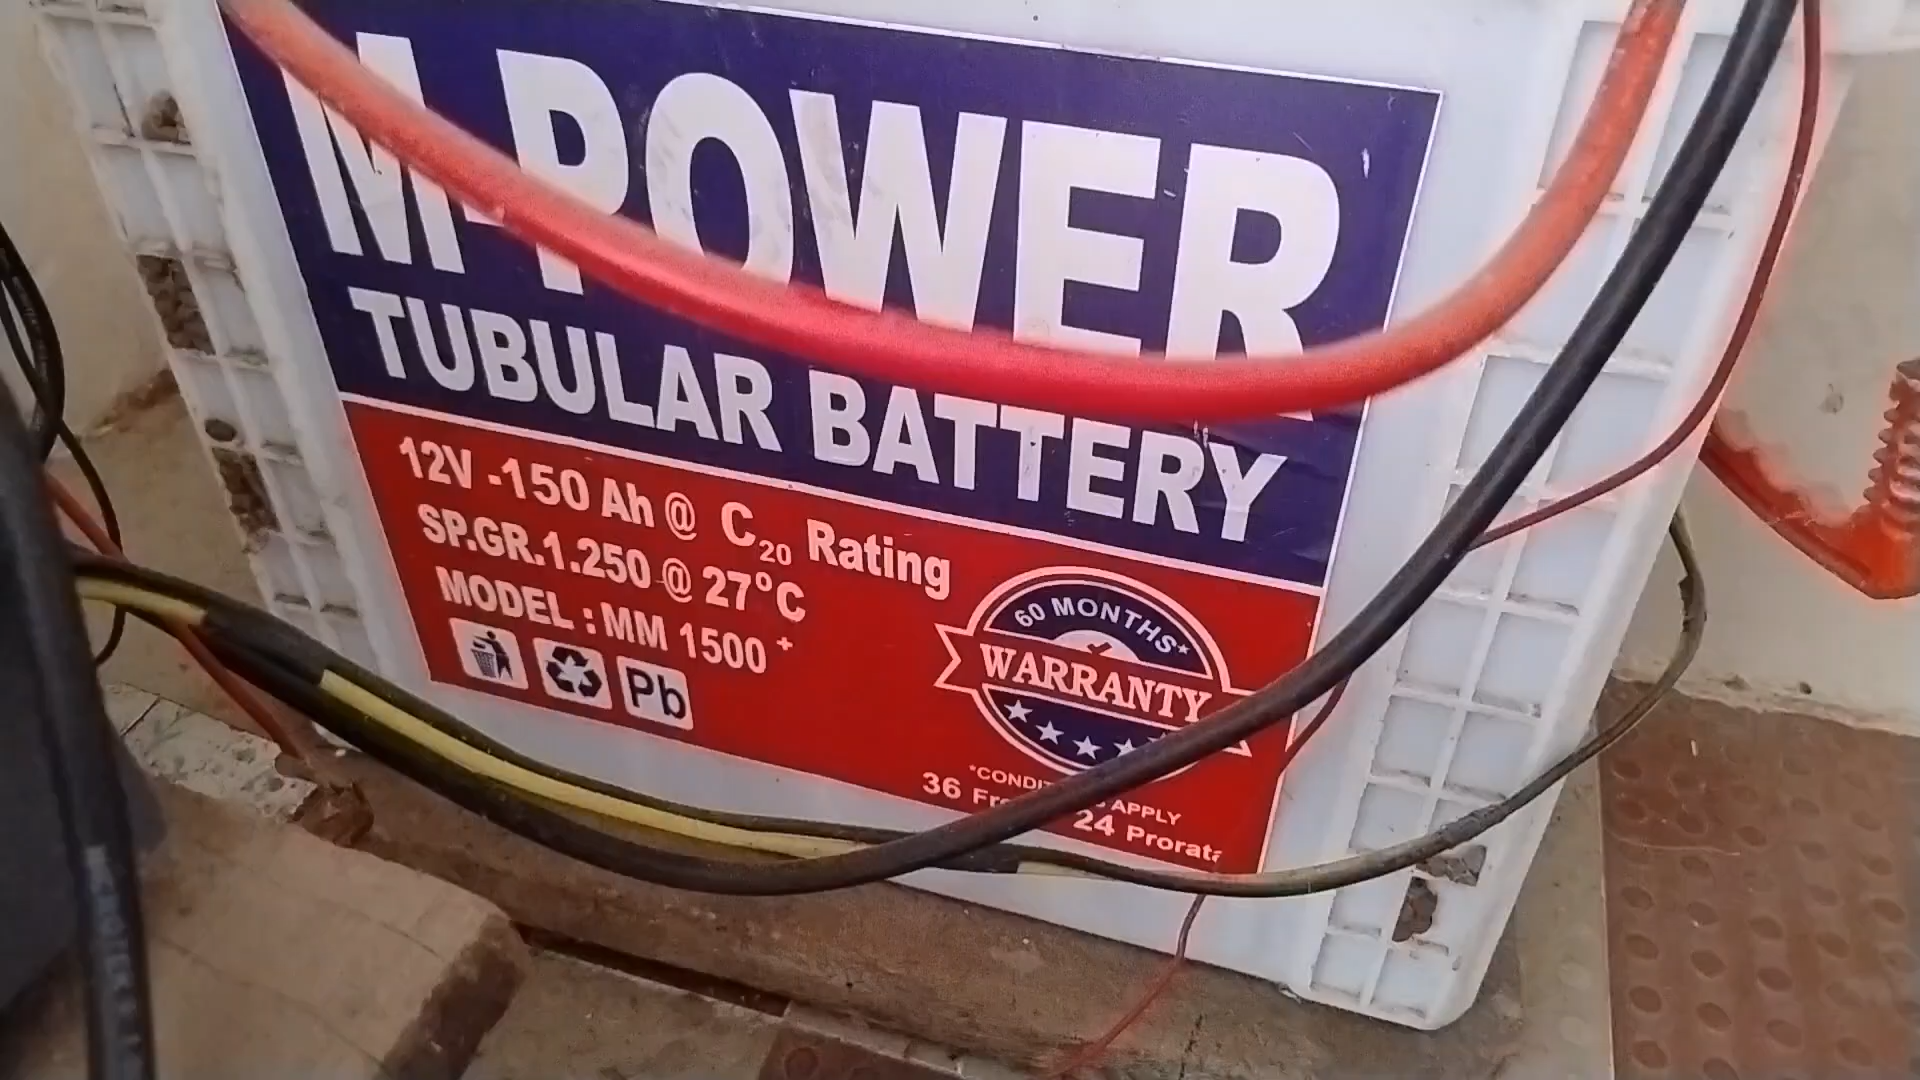 M-POWER
TUBULAR BATTERY
12V -150 Ah @ C20 Rating
SP.GR.1.250 @ 27°C
MODEL : MM 1500+
Pb
60 MONTHS*
WARRANTY
APPLY
36
24 Prorata